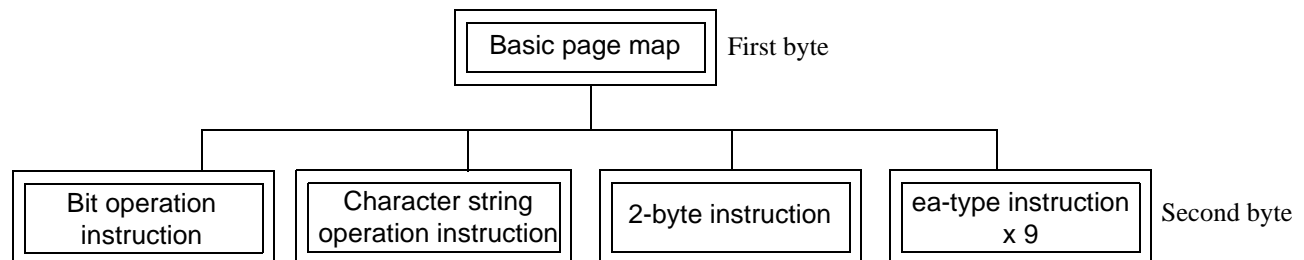 Basic page map
First byte
Bit operation
instruction
Character string
operation instruction
2-byte instruction
ea-type instruction
x 9
Second byte